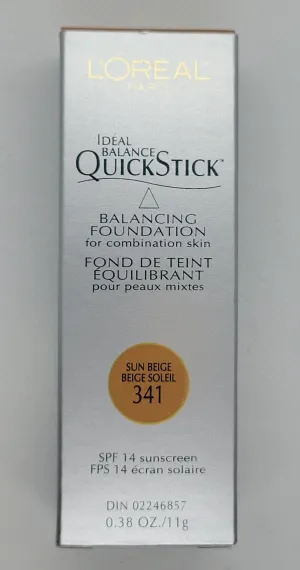 L'ORÉAL
PARIS
IDEAL
BALANCE
QUICKSTICK™
BALANCING
FOUNDATION
for combination skin
FOND DE TEINT
ÉQUILIBRANT
pour peaux mixtes
SUN BEIGE
BEIGE SOLEIL
341
SPF 14 sunscreen
FPS 14 écran solaire
DIN 02246857
0.38 OZ./11g